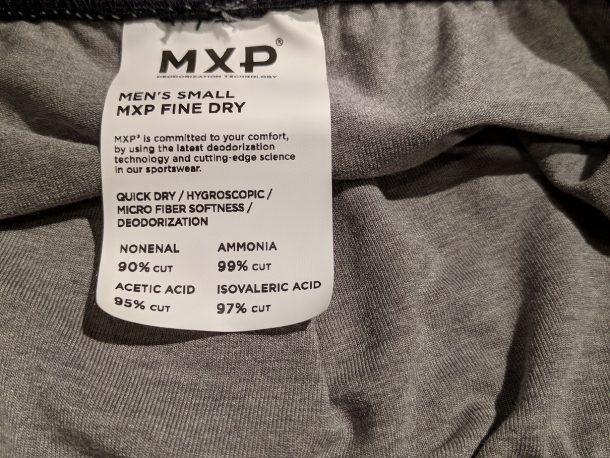 MXP®
DEODORIZATION TECHNOLOGY
MEN'S SMALL
MXP FINE DRY
MXP® is committed to your comfort,
by using the latest deodorization
technology and cutting-edge science
in our sportswear.
QUICK DRY / HYGROSCOPIC /
MICRO FIBER SOFTNESS /
DEODORIZATION
NONENAL AMMONIA
90% CUT 99% CUT
ACETIC ACID ISOVALERIC ACID
95% CUT 97% CUT